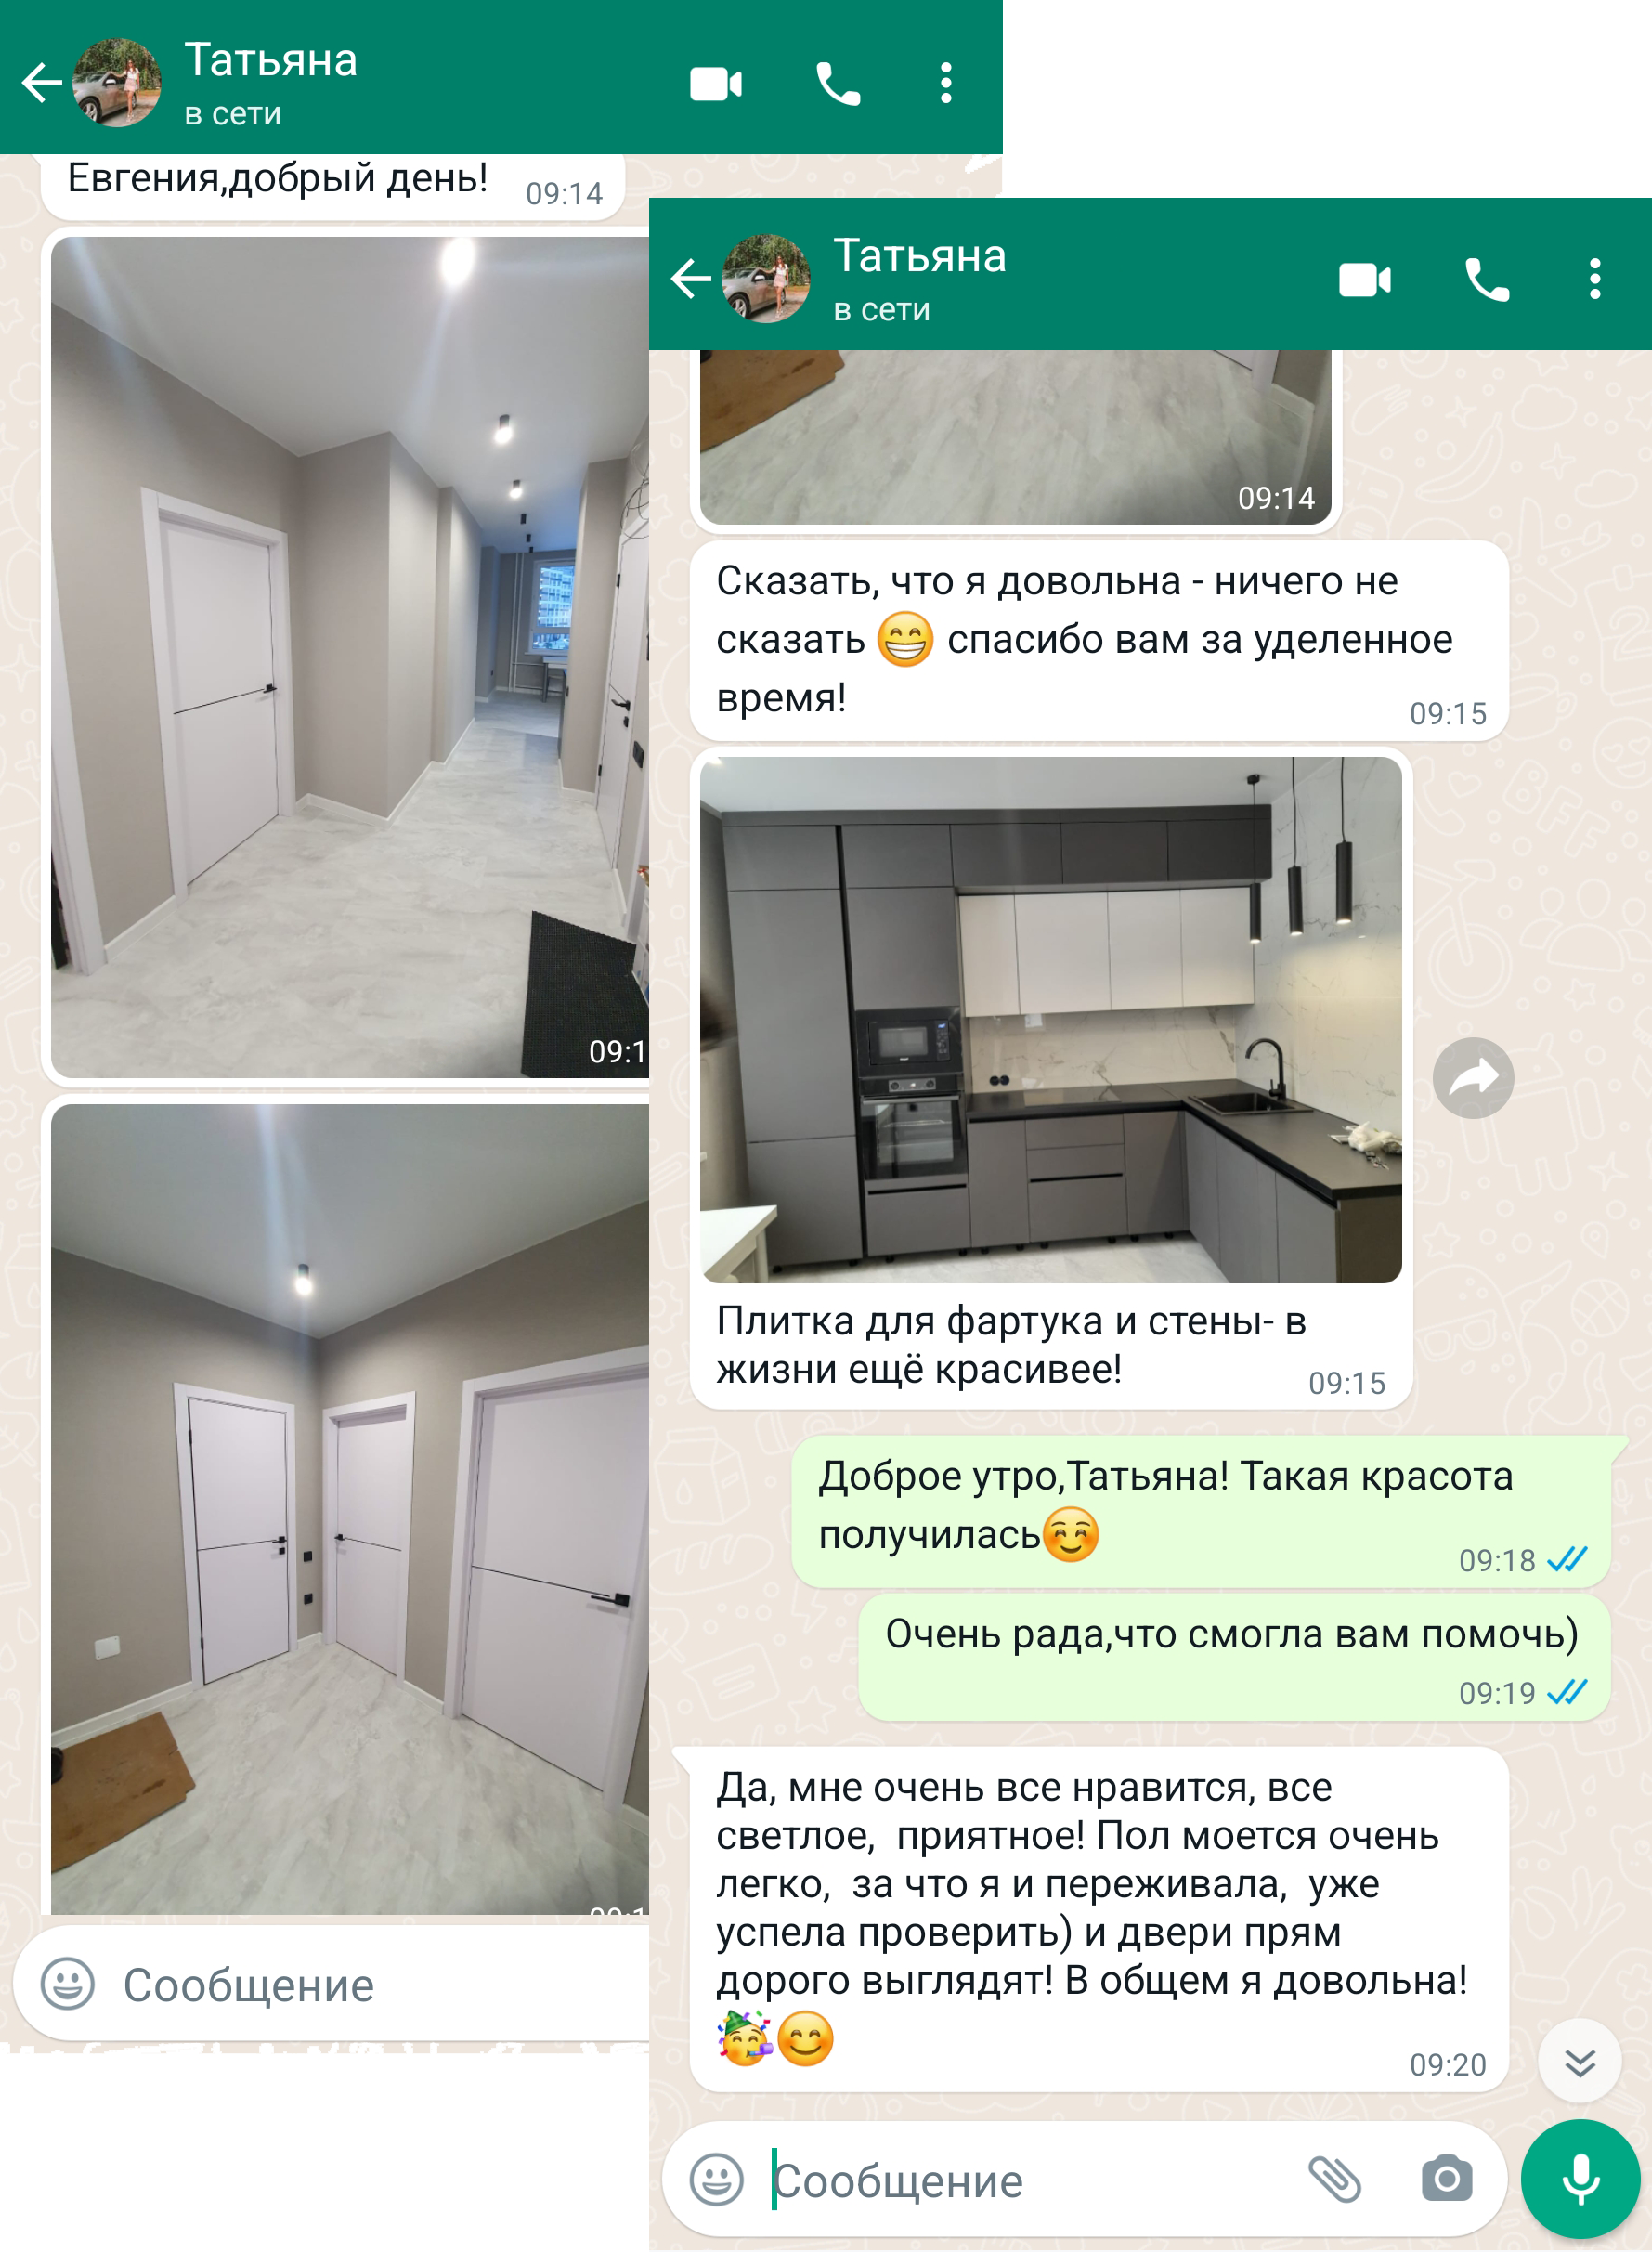 Татьяна
в сети
Евгения,добрый день!
09:14
09:1
Сообщение
Татьяна
в сети
09:14
Сказать, что я довольна - ничего не
сказать 😁 спасибо вам за уделенное
время!
09:15
Плитка для фартука и стены- в
жизни ещё красивее!
09:15
Доброе утро,Татьяна! Такая красота
получилась☺️
09:18
Очень рада,что смогла вам помочь)
09:19
Да, мне очень все нравится, все
светлое,  приятное! Пол моется очень
легко,  за что я и переживала,  уже
успела проверить) и двери прям
дорого выглядят! В общем я довольна!
🥳😊
09:20
Сообщение